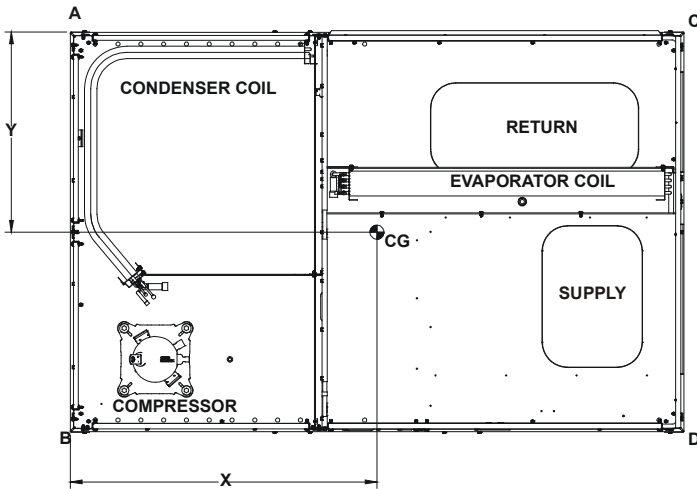 A
C
CONDENSER COIL
Y
RETURN
EVAPORATOR COIL
CG
SUPPLY
COMPRESSOR
B
D
X